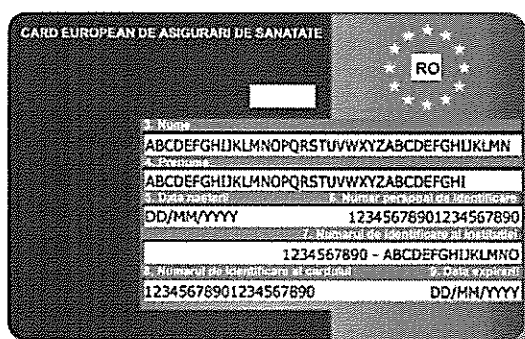 CARD EUROPEAN DE ASIGURARI DE SANATATE
RO
3. Nume
ABCDEFGHIJKLMNOPQRSTUVWXYZABCDEFGHIJKLMN
4. Prenume
ABCDEFGHIJKLMNOPQRSTUVWXYZABCDEFGHI
5. Data nasterii 6. Numar personal de identificare
DD/MM/YYYY 12345678901234567890
7. Numarul de identificare al institutiei
1234567890 - ABCDEFGHIJKLMNO
8. Numarul de identificare al cardului 9. Data expirarii
12345678901234567890 DD/MM/YYYY